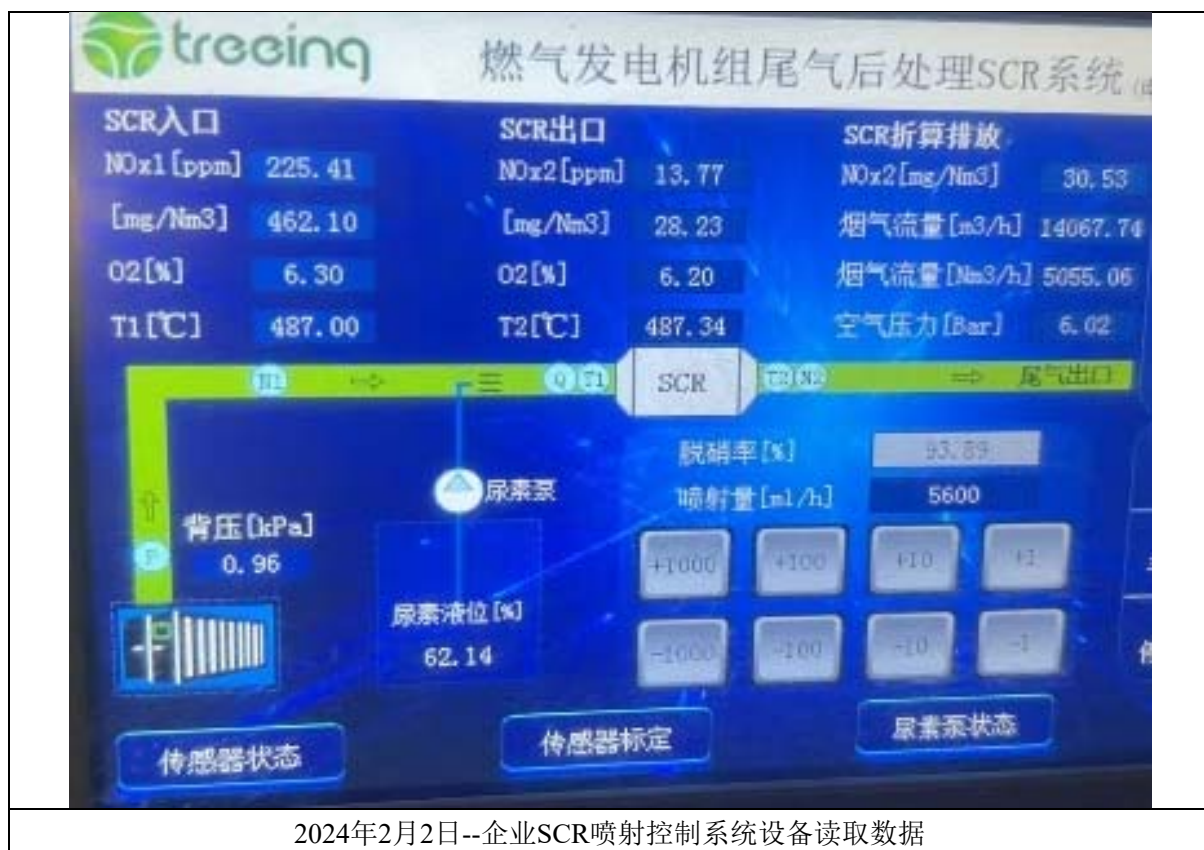 treeing 燃气发电机组尾气后处理SCR系统
SCR入口 SCR出口 SCR折算排放
NOx1[ppm] 225.41 NOx2[ppm] 13.77 NOx2[mg/Nm3] 30.53
[mg/Nm3] 462.10 [mg/Nm3] 28.23 烟气流量[m3/h] 14067.74
O2[%] 6.30 O2[%] 6.20 烟气流量[Nm3/h] 5055.06
T1[℃] 487.00 T2[℃] 487.34 空气压力[Bar] 6.02
N1 Q T1 SCR T2 N2 尾气出口
脱硝率[%] 93.89
尿素泵 喷射量[ml/h] 5600
背压[kPa]
P 0.96 +1000 +100 +10 +1
尿素液位[%]
62.14 -1000 -100 -10 -1
传感器状态 传感器标定 尿素泵状态
2024年2月2日--企业SCR喷射控制系统设备读取数据